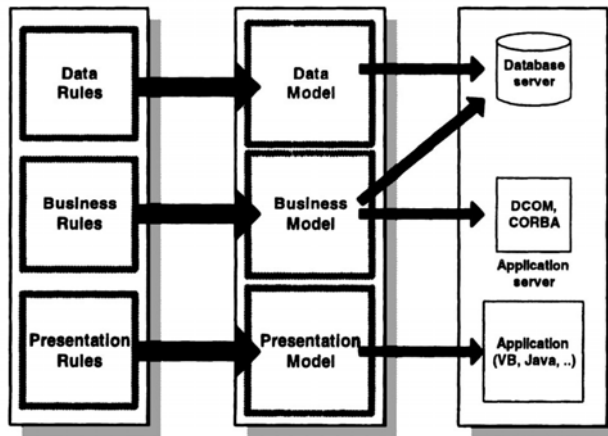 Data
Rules
Business
Rules
Presentation
Rules
Data
Model
Business
Model
Presentation
Model
Database
server
DCOM,
CORBA
Application
server
Application
(VB, Java, ..)